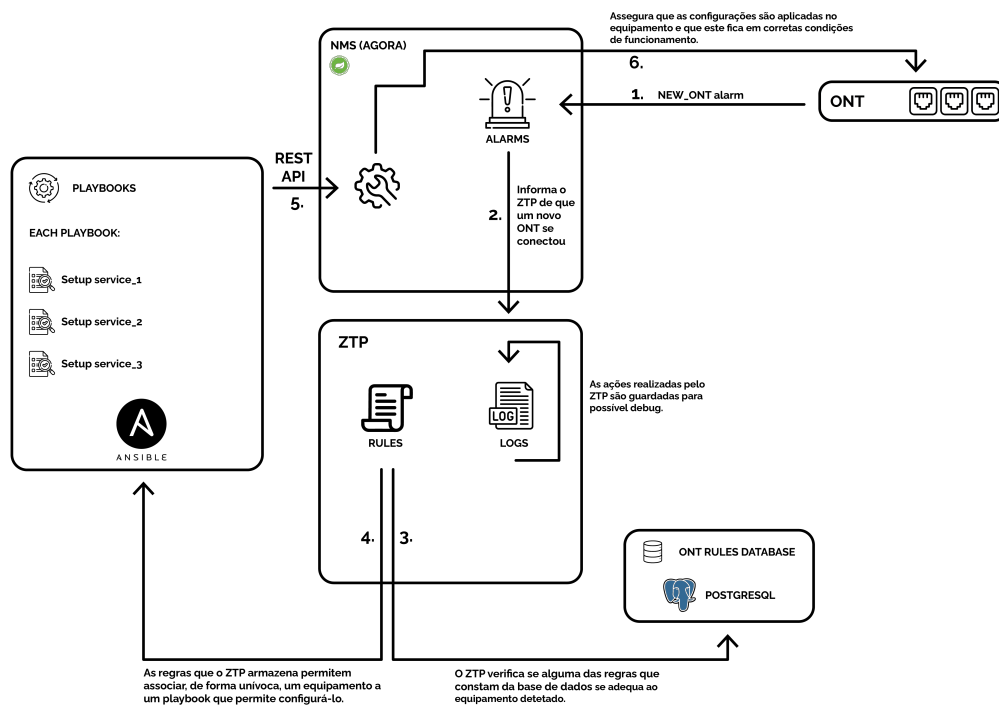 Assegura que as configurações são aplicadas no
equipamento e que este fica em corretas condições
de funcionamento.
NMS (AGORA)
6.
1. NEW_ONT alarm
ONT
ALARMS
REST
API
5.
PLAYBOOKS
EACH PLAYBOOK:
Setup service_1
Setup service_2
Setup service_3
ANSIBLE
2.
Informa o
ZTP de que
um novo
ONT se
conectou
ZTP
RULES
LOG
LOGS
As ações realizadas pelo
ZTP são guardadas para
possível debug.
4. 3.
ONT RULES DATABASE
POSTGRESQL
As regras que o ZTP armazena permitem
associar, de forma unívoca, um equipamento a
um playbook que permite configurá-lo.
O ZTP verifica se alguma das regras que
constam da base de dados se adequa ao
equipamento detetado.